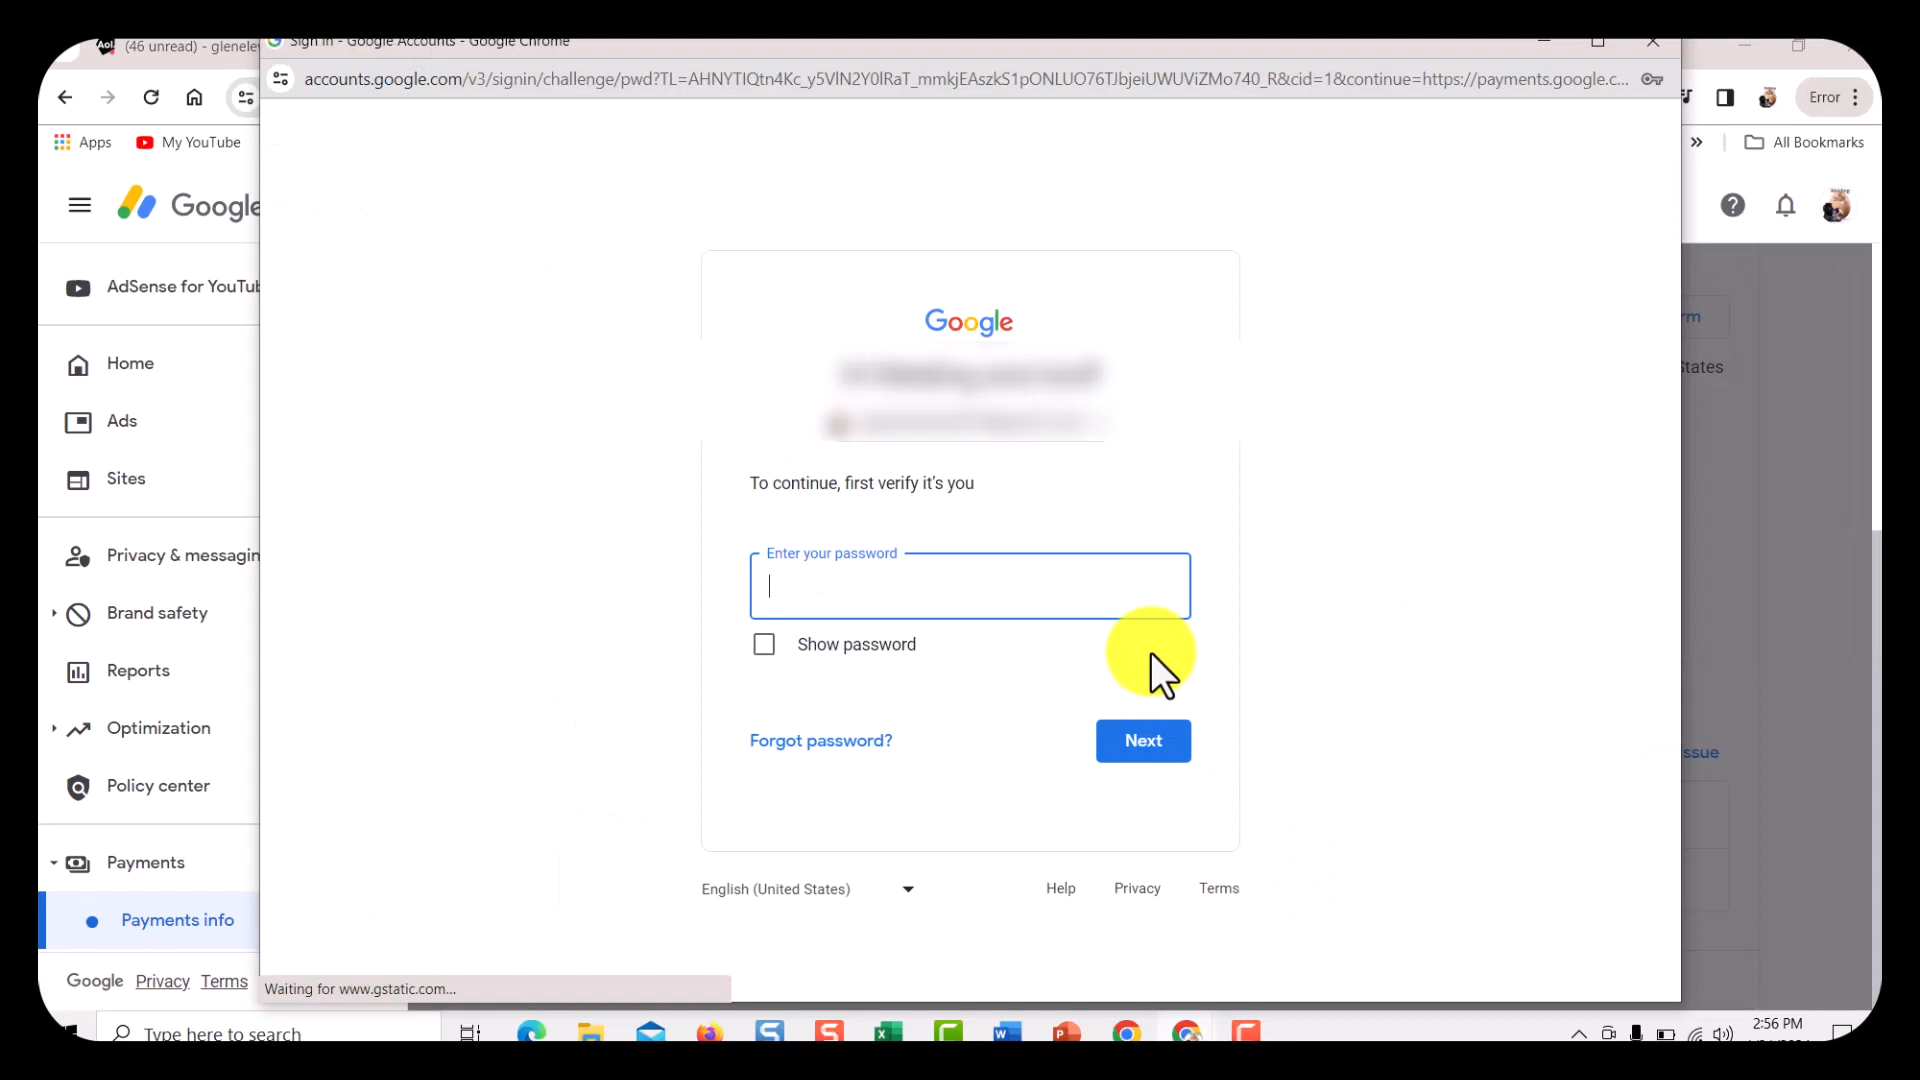 (46 unread) - glenele
Sign in - Google Accounts - Google Chrome
accounts.google.com/v3/signin/challenge/pwd?TL=AHNYTIQtn4Kc_y5VlN2Y0lRaT_mmkjEAszkS1pONLUO76TJbjeiUWUViZMo740_R&cid=1&continue=https://payments.google.c...
Error
Apps
My YouTube
All Bookmarks
Google
AdSense for YouTub
Home
Ads
Sites
Privacy & messagin
Brand safety
Reports
Optimization
Policy center
Payments
Payments info
Google Privacy Terms
Google
To continue, first verify it's you
Enter your password
Show password
Forgot password?
Next
English (United States)
Help
Privacy
Terms
rm
States
ssue
Waiting for www.gstatic.com...
Type here to search
2:56 PM